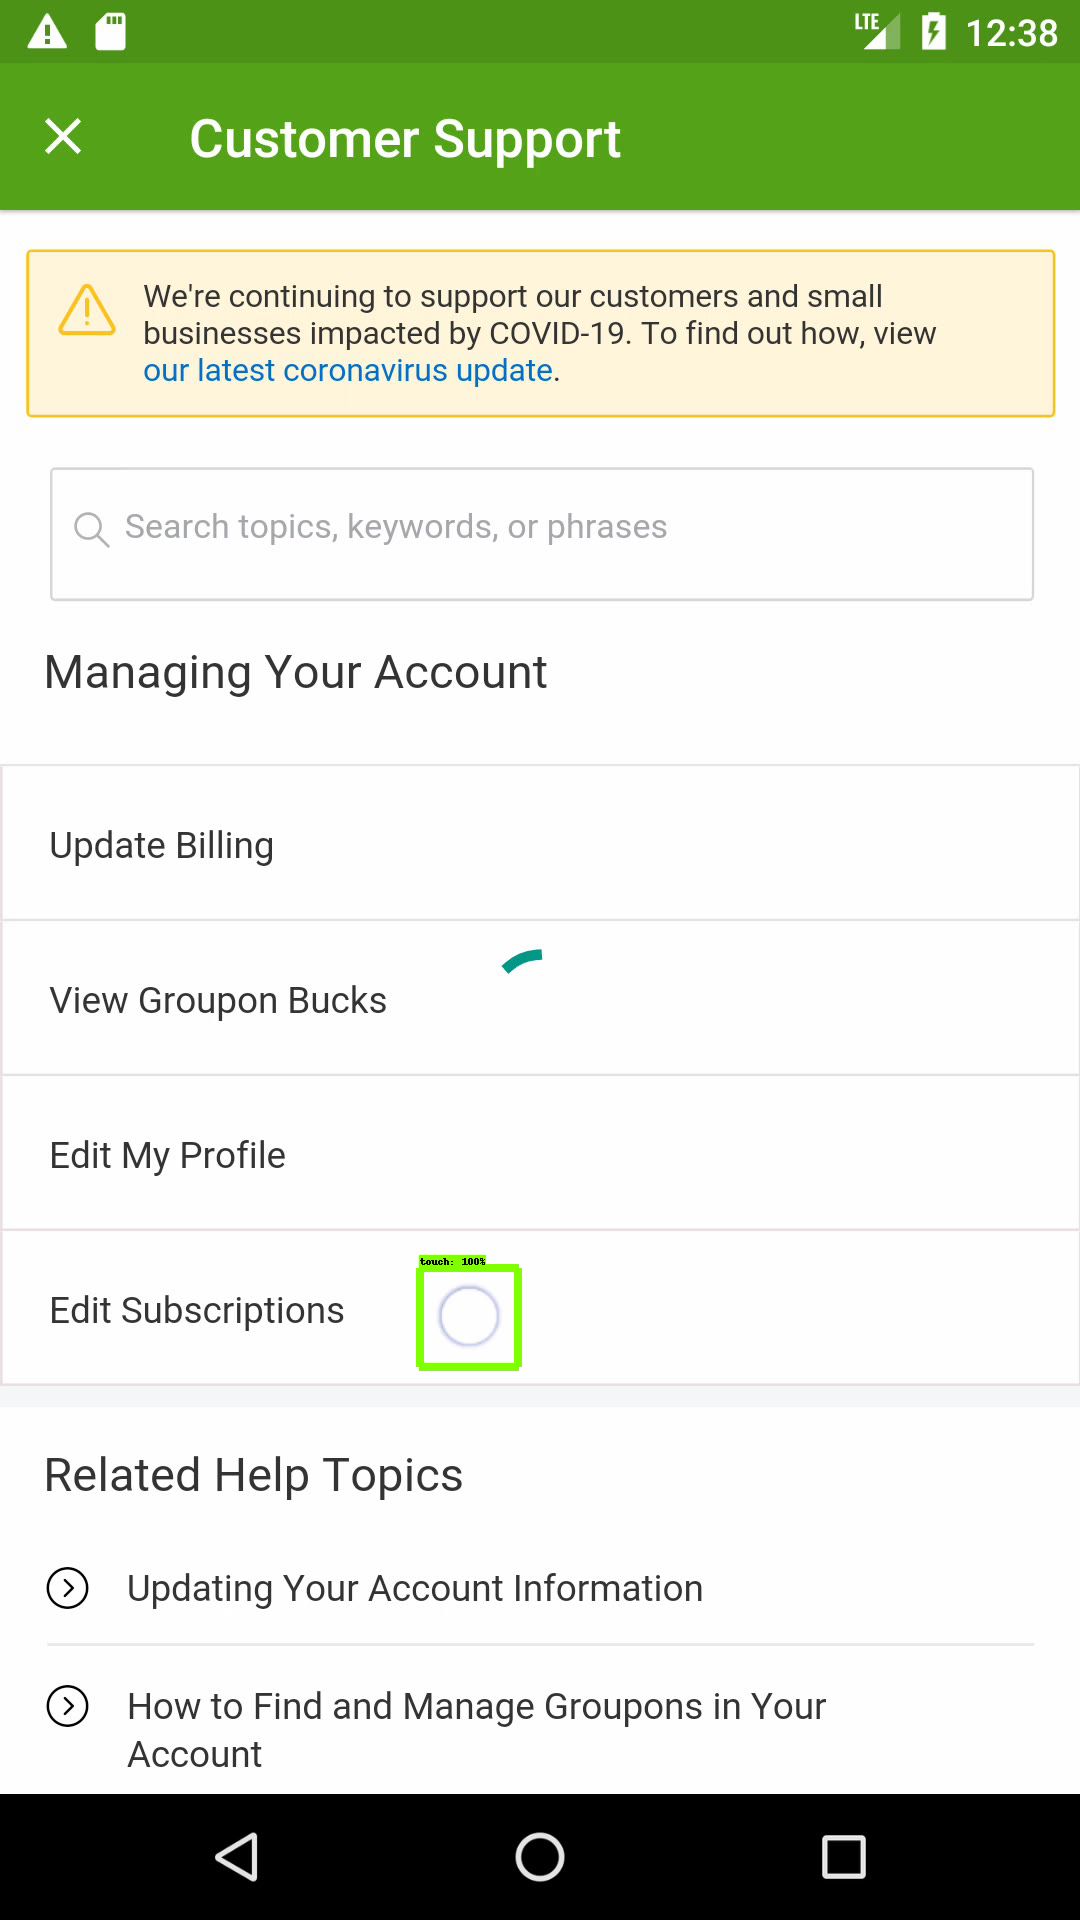 LTE 12:38
Customer Support
We're continuing to support our customers and small
businesses impacted by COVID-19. To find out how, view
our latest coronavirus update.
Search topics, keywords, or phrases
Managing Your Account
Update Billing
View Groupon Bucks
Edit My Profile
touch: 100%
Edit Subscriptions
Related Help Topics
Updating Your Account Information
How to Find and Manage Groupons in Your
Account